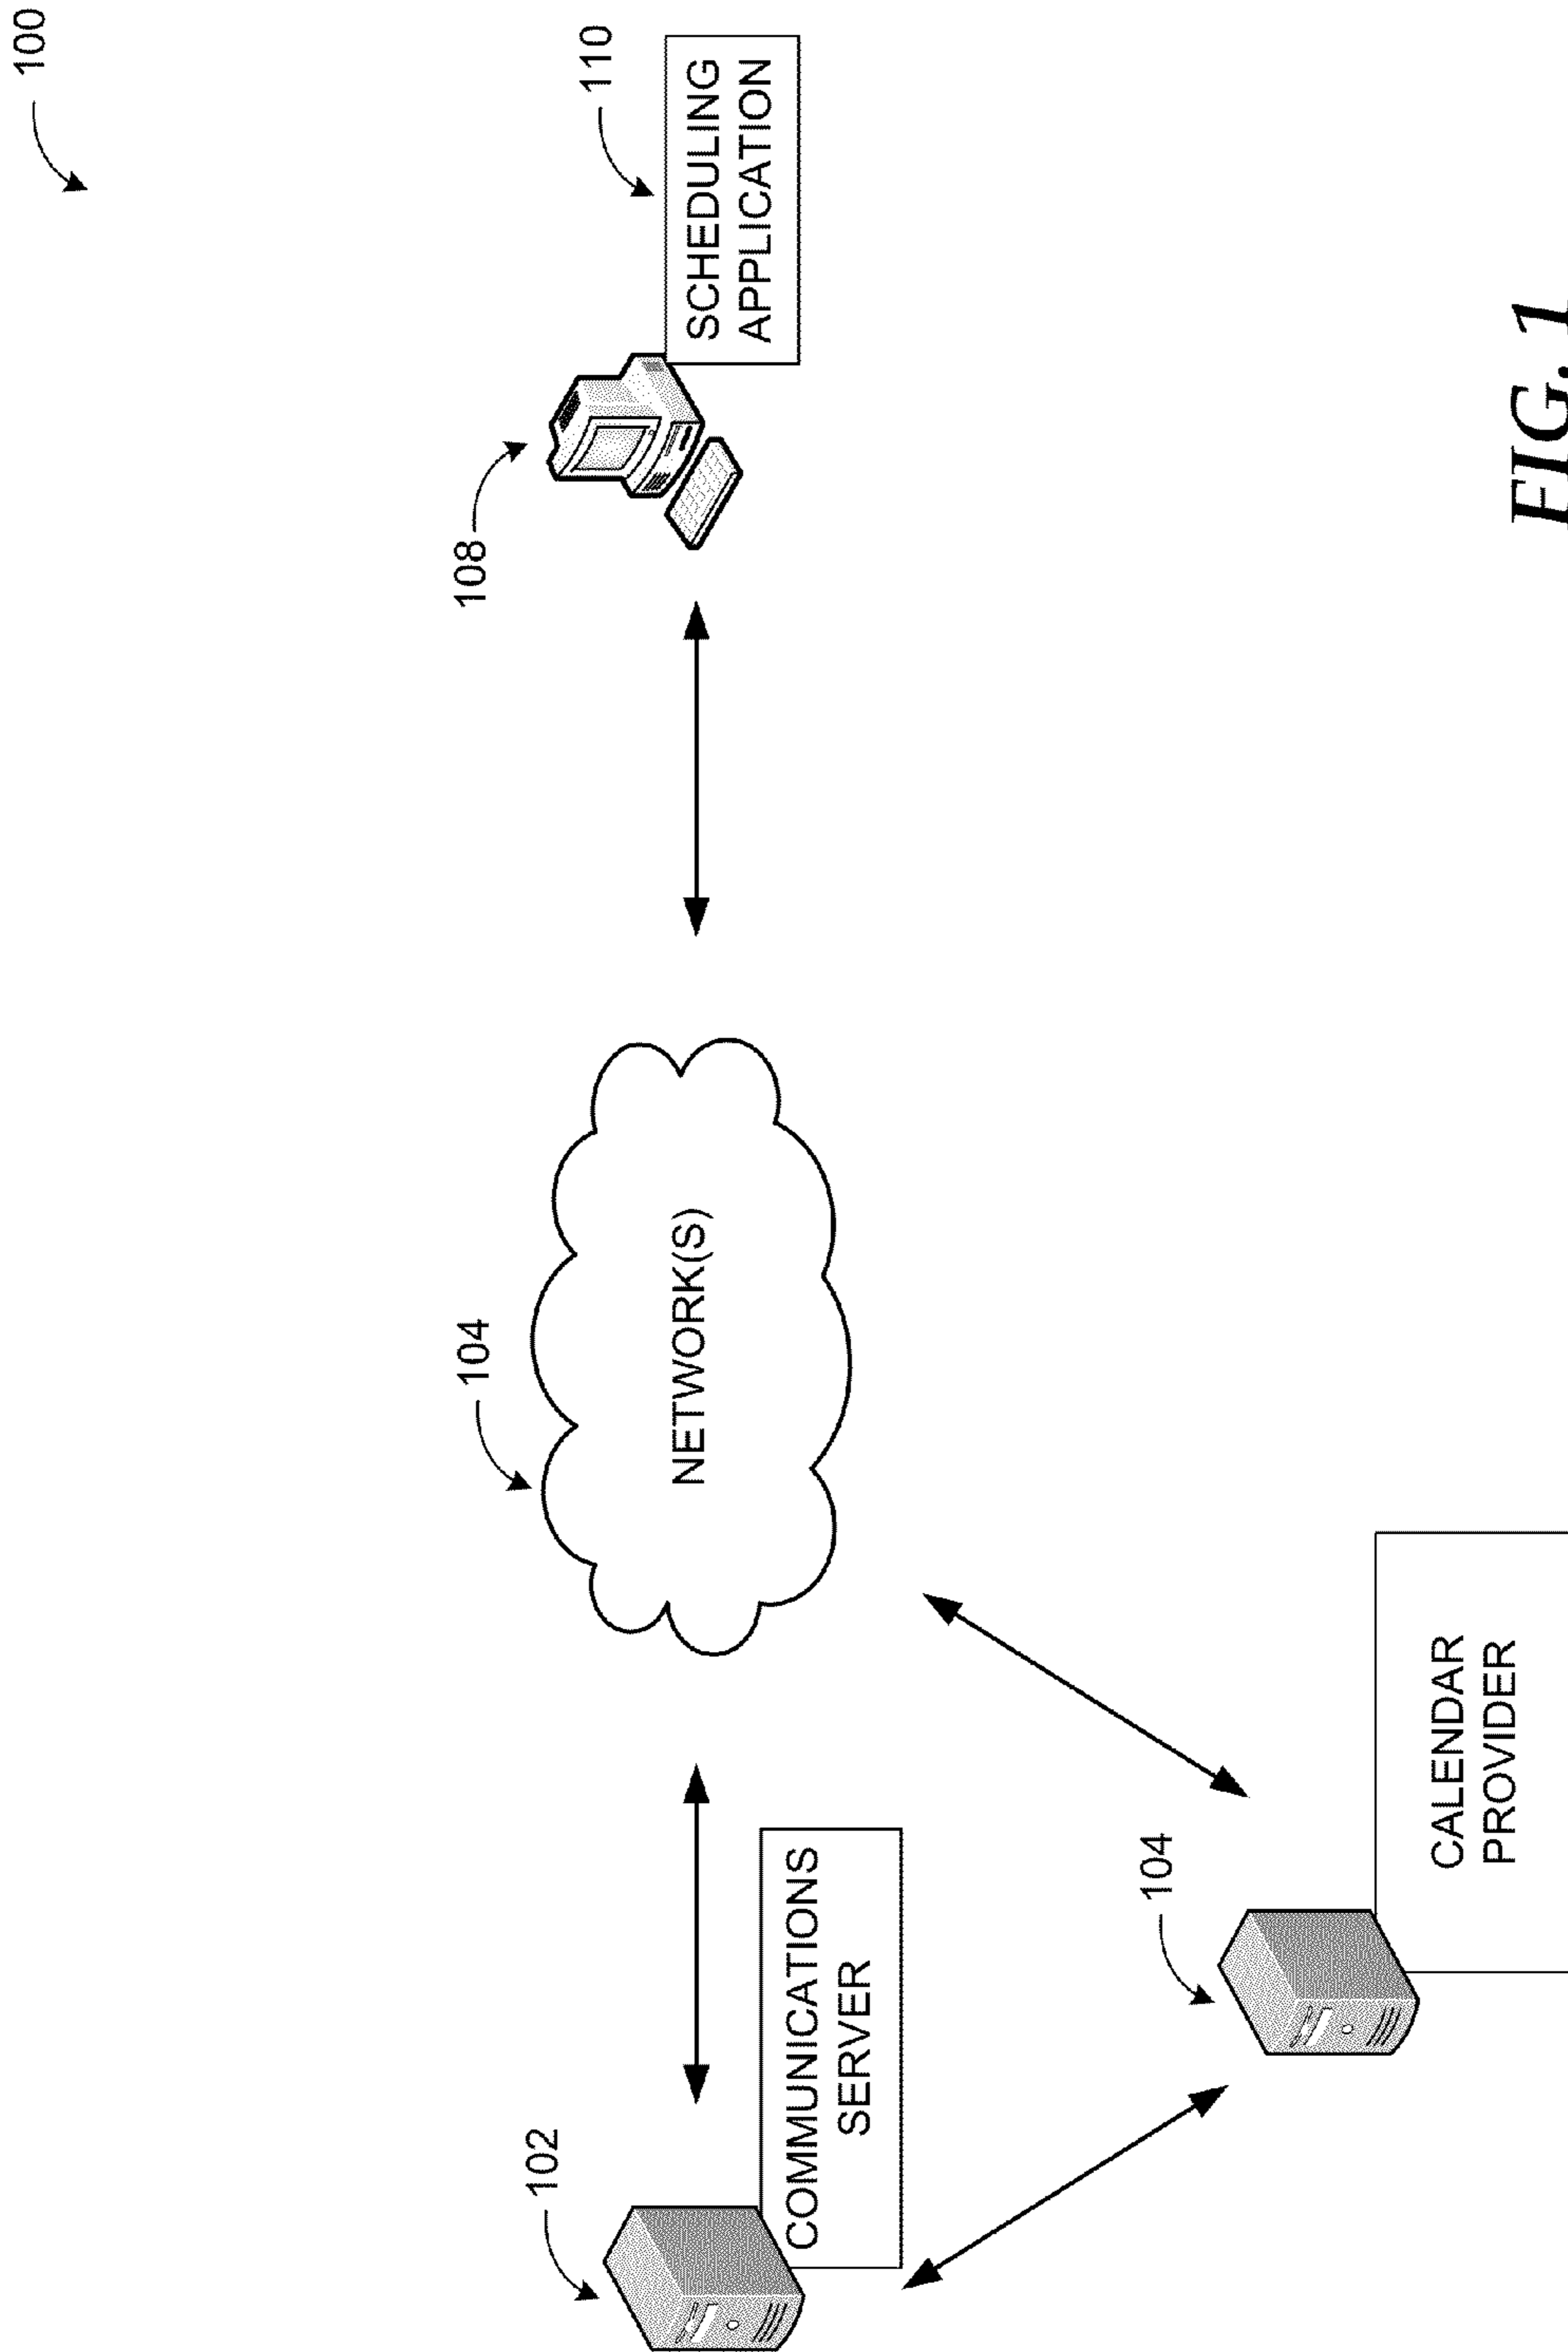 100
108
110
SCHEDULING
APPLICATION
104
NETWORK(S)
102
COMMUNICATIONS
SERVER
104
CALENDAR
PROVIDER
FIG. 1